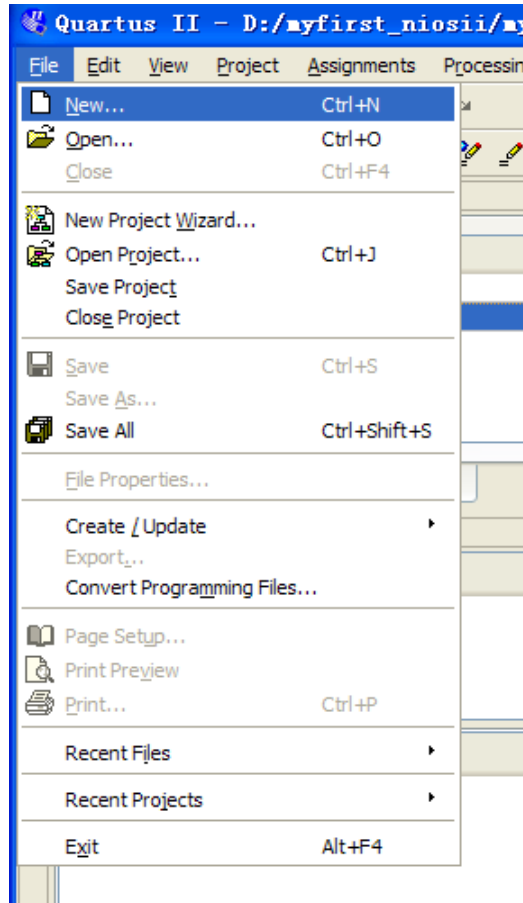 Quartus II - D:/myfirst_niosii/my
File Edit View Project Assignments Processin
New... Ctrl+N
Open... Ctrl+O
Close Ctrl+F4
New Project Wizard...
Open Project... Ctrl+J
Save Project
Close Project
Save Ctrl+S
Save As...
Save All Ctrl+Shift+S
File Properties...
Create / Update
Export...
Convert Programming Files...
Page Setup...
Print Preview
Print... Ctrl+P
Recent Files
Recent Projects
Exit Alt+F4